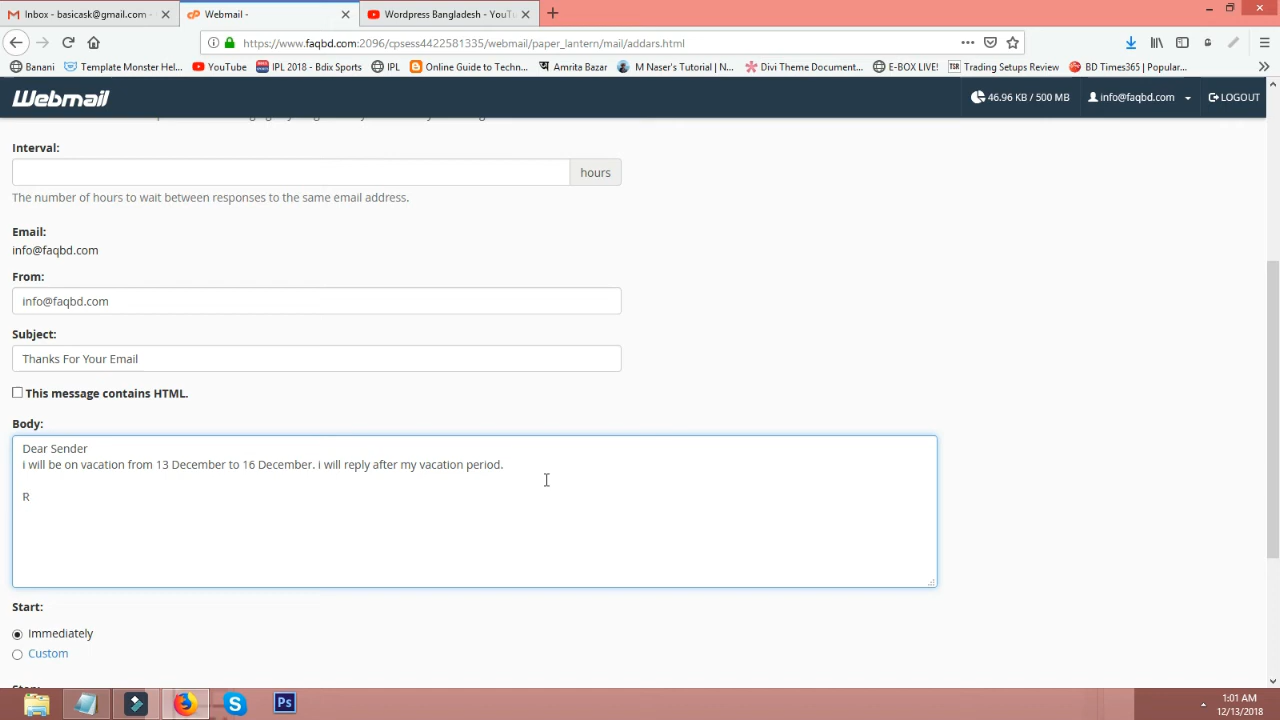 Inbox - basicask@gmail.com -
Webmail -
Wordpress Bangladesh - YouTu
https://www.faqbd.com:2096/cpsess4422581335/webmail/paper_lantern/mail/addars.html
Banani
Template Monster Hel...
YouTube
IPL 2018 - Bdix Sports
IPL
Online Guide to Techn...
Amrita Bazar
M Naser's Tutorial | N...
Divi Theme Document...
E-BOX LIVE!
Trading Setups Review
BD Times365 | Popular...
Webmail
46.96 KB / 500 MB
info@faqbd.com
LOGOUT
Interval:
hours
The number of hours to wait between responses to the same email address.
Email:
info@faqbd.com
From:
info@faqbd.com
Subject:
Thanks For Your Email
This message contains HTML.
Body:
Dear Sender
i will be on vacation from 13 December to 16 December. i will reply after my vacation period.
R
Start:
Immediately
Custom
1:01 AM
12/13/2018